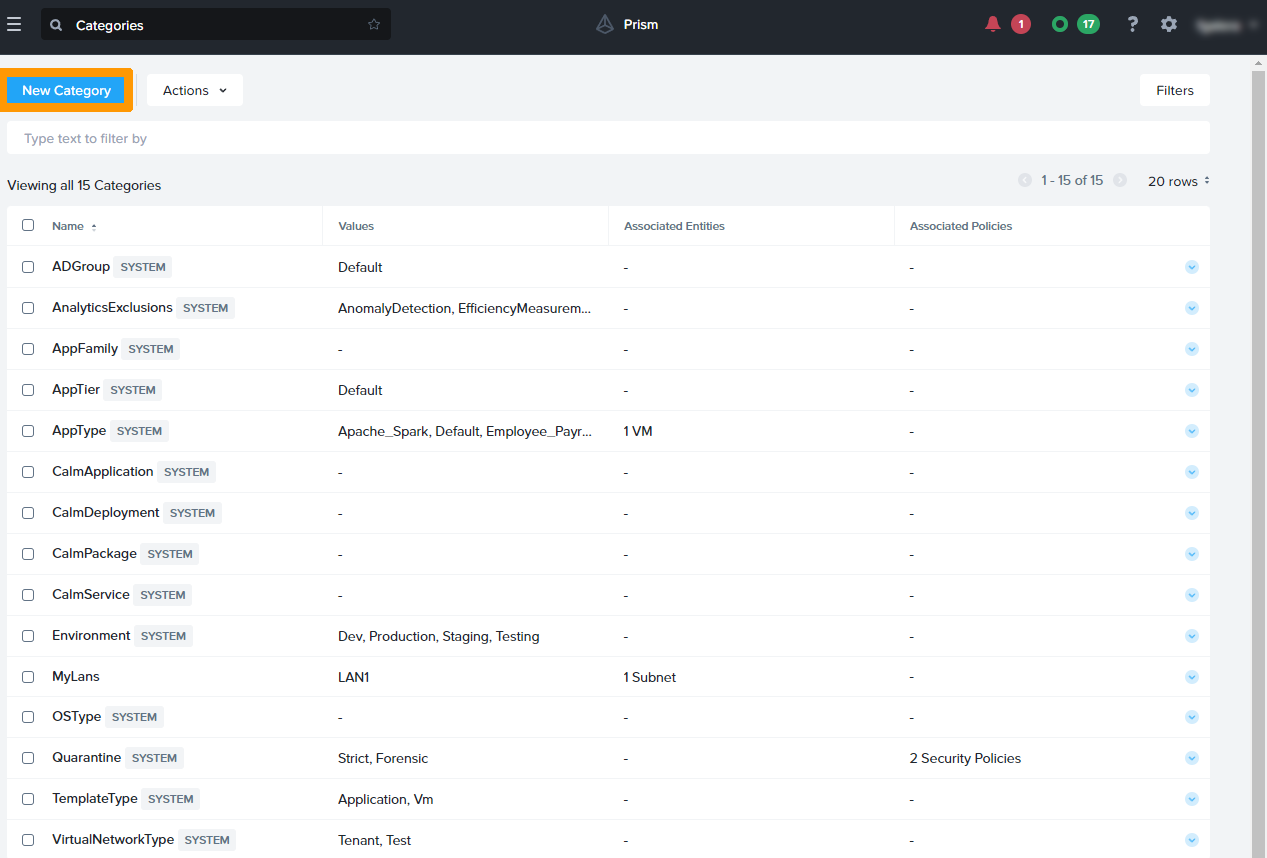 Categories
Prism
1
17
?
New Category
Actions
Filters
Type text to filter by
Viewing all 15 Categories
1 - 15 of 15
20 rows
Name Values Associated Entities Associated Policies
ADGroup SYSTEM Default - -
AnalyticsExclusions SYSTEM AnomalyDetection, EfficiencyMeasurem... - -
AppFamily SYSTEM - - -
AppTier SYSTEM Default - -
AppType SYSTEM Apache_Spark, Default, Employee_Payr... 1 VM -
CalmApplication SYSTEM - - -
CalmDeployment SYSTEM - - -
CalmPackage SYSTEM - - -
CalmService SYSTEM - - -
Environment SYSTEM Dev, Production, Staging, Testing - -
MyLans LAN1 1 Subnet -
OSType SYSTEM - - -
Quarantine SYSTEM Strict, Forensic - 2 Security Policies
TemplateType SYSTEM Application, Vm - -
VirtualNetworkType SYSTEM Tenant, Test - -